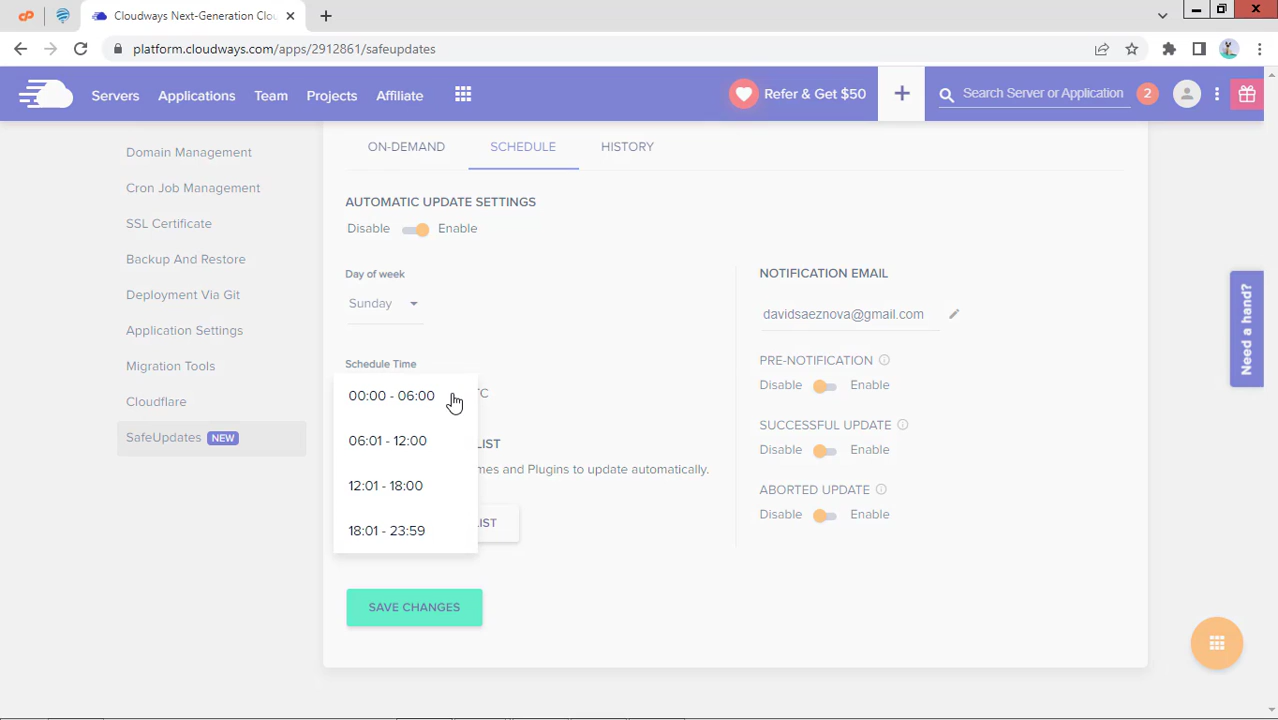 Cloudways Next-Generation Clo
platform.cloudways.com/apps/2912861/safeupdates
Servers Applications Team Projects Affiliate Refer & Get $50 + Search Server or Application 2
Domain Management
Cron Job Management
SSL Certificate
Backup And Restore
Deployment Via Git
Application Settings
Migration Tools
Cloudflare
SafeUpdates NEW
ON-DEMAND SCHEDULE HISTORY
AUTOMATIC UPDATE SETTINGS
Disable Enable
Day of week
Sunday
Schedule Time
00:00 - 06:00
06:01 - 12:00
12:01 - 18:00
18:01 - 23:59
TC
LIST
mes and Plugins to update automatically.
LIST
SAVE CHANGES
NOTIFICATION EMAIL
davidsaeznova@gmail.com
PRE-NOTIFICATION
Disable Enable
SUCCESSFUL UPDATE
Disable Enable
ABORTED UPDATE
Disable Enable
Need a hand?